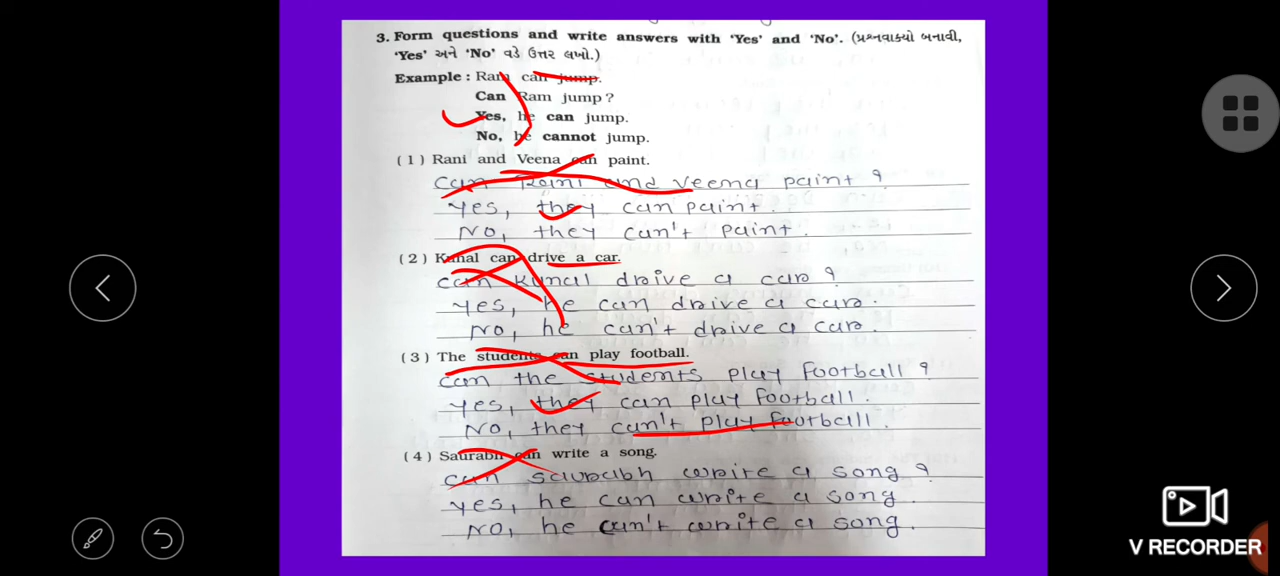 3. Form questions and write answers with 'Yes' and 'No'. (પ્રશ્નવાક્યો બનાવી,
'Yes' અને 'No' વડે ઉત્તર લખો.)
Example : Ram can jump.
Can Ram jump ?
Yes, he can jump.
No, he cannot jump.
(1) Rani and Veena can paint.
Can Rani and Veena paint ?
Yes, they can paint.
No, they can't paint.
(2) Kunal can drive a car.
Can Kunal drive a car ?
Yes, he can drive a car.
No, he can't drive a car.
(3) The students can play football.
Can the students play football ?
Yes, they can play football.
No, they can't play football.
(4) Saurabh can write a song.
Can Saurabh write a song ?
Yes, he can write a song.
No, he can't write a song.
V RECORDER